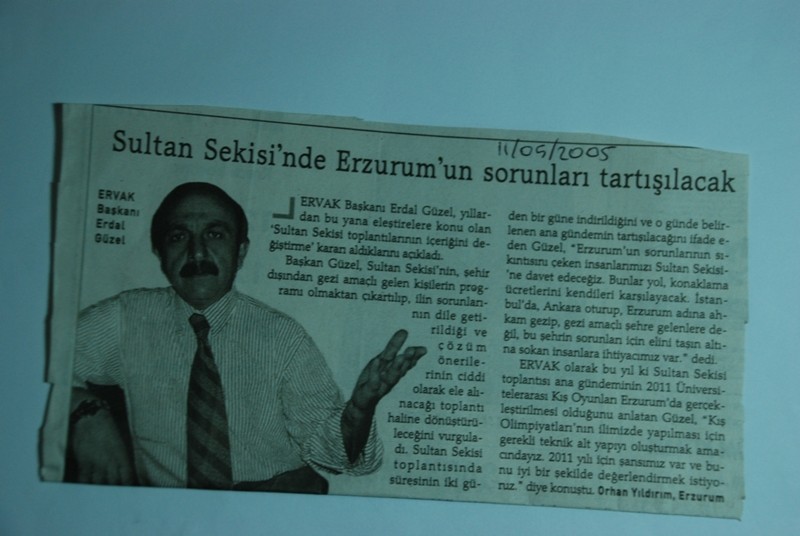 11/05/2005
Sultan Sekisi'nde Erzurum'un sorunları tartışılacak
ERVAK
Başkanı
Erdal
Güzel
ERVAK Başkanı Erdal Güzel, yıllar-
dan bu yana eleştirelere konu olan
'Sultan Sekisi toplantılarının içeriğini de-
ğiştirme' kararı aldıklarını açıkladı.
Başkan Güzel, Sultan Sekisi'nin, şehir
dışından gezi amaçlı gelen kişilerin prog-
ramı olmaktan çıkartılıp, ilin sorunları-
nın dile geti-
rildiği ve
çözüm
önerile-
rinin ciddi
olarak ele alı-
nacağı toplantı
haline dönüştürü-
leceğini vurgula-
dı. Sultan Sekisi
toplantısında
süresinin iki gü-
den bir güne indirildiğini ve o günde belir-
lenen ana gündemin tartışılacağını ifade e-
den Güzel, "Erzurum'un sorunlarının sı-
kıntısını çeken insanlarımızı Sultan Sekisi-
'ne davet edeceğiz. Bunlar yol, konaklama
ücretlerini kendileri karşılayacak. İstan-
bul'da, Ankara oturup, Erzurum adına ah-
kam gezip, gezi amaçlı şehre gelenlere de-
ğil, bu şehrin sorunları için elini taşın altı-
na sokan insanlara ihtiyacımız var." dedi.
ERVAK olarak bu yıl ki Sultan Sekisi
toplantısı ana gündeminin 2011 Üniversi-
telerarası Kış Oyunları Erzurum'da gerçek-
leştirilmesi olduğunu anlatan Güzel, "Kış
Olimpiyatları'nın ilimizde yapılması için
gerekli teknik alt yapıyı oluşturmak ama-
cındayız. 2011 yılı için şansımız var ve bu-
nu iyi bir şekilde değerlendirmek istiyo-
ruz." diye konuştu. Orhan Yıldırım, Erzurum